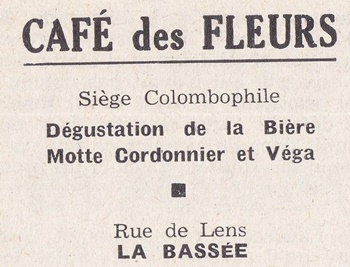 CAFÉ des FLEURS
Siège Colombophile
Dégustation de la Bière
Motte Cordonnier et Véga
Rue de Lens
LA BASSÉE